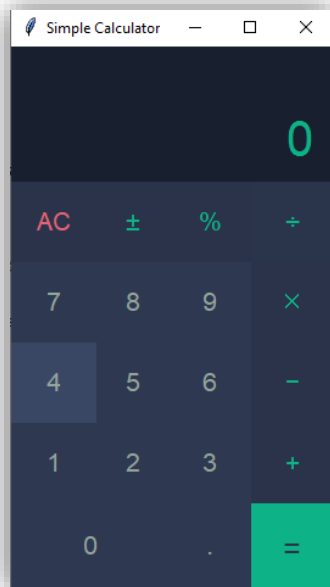 Simple Calculator
0
AC ± % ÷
7 8 9 ×
4 5 6 −
1 2 3 +
0 . =